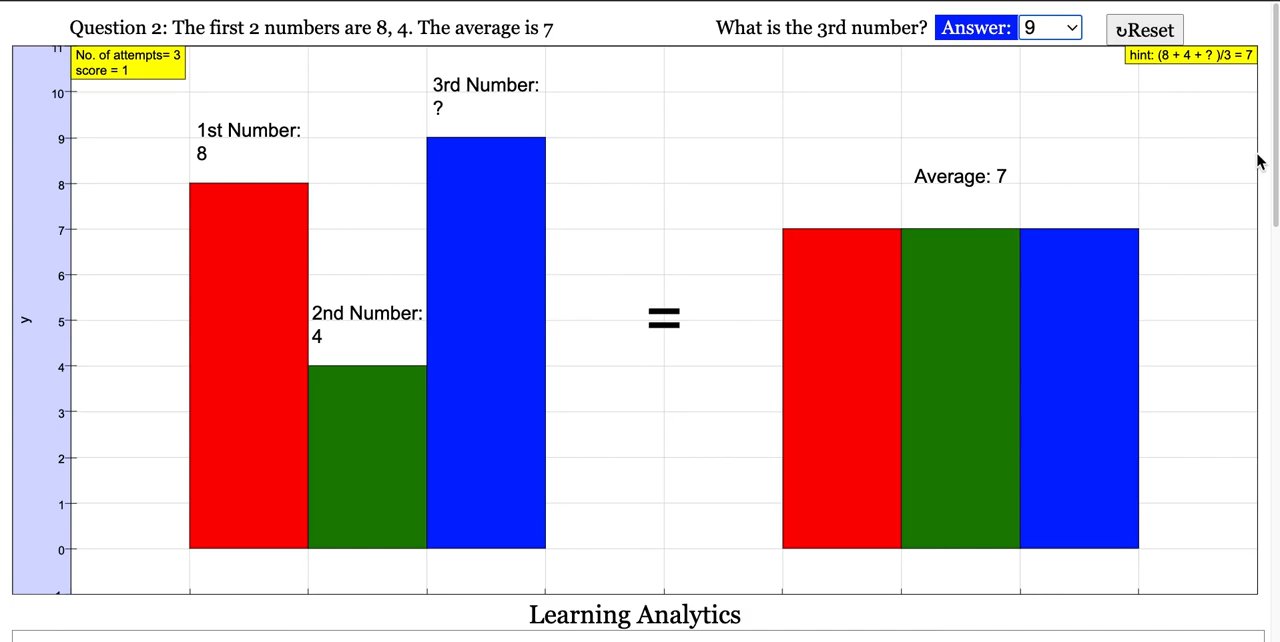 Question 2: The first 2 numbers are 8, 4. The average is 7 What is the 3rd number? Answer: 9 ↻Reset
No. of attempts= 3
score = 1
hint: (8 + 4 + ? )/3 = 7
11
10
9
8
7
6
5
4
3
2
1
0
y
3rd Number:
?
1st Number:
8
2nd Number:
4
=
Average: 7
Learning Analytics